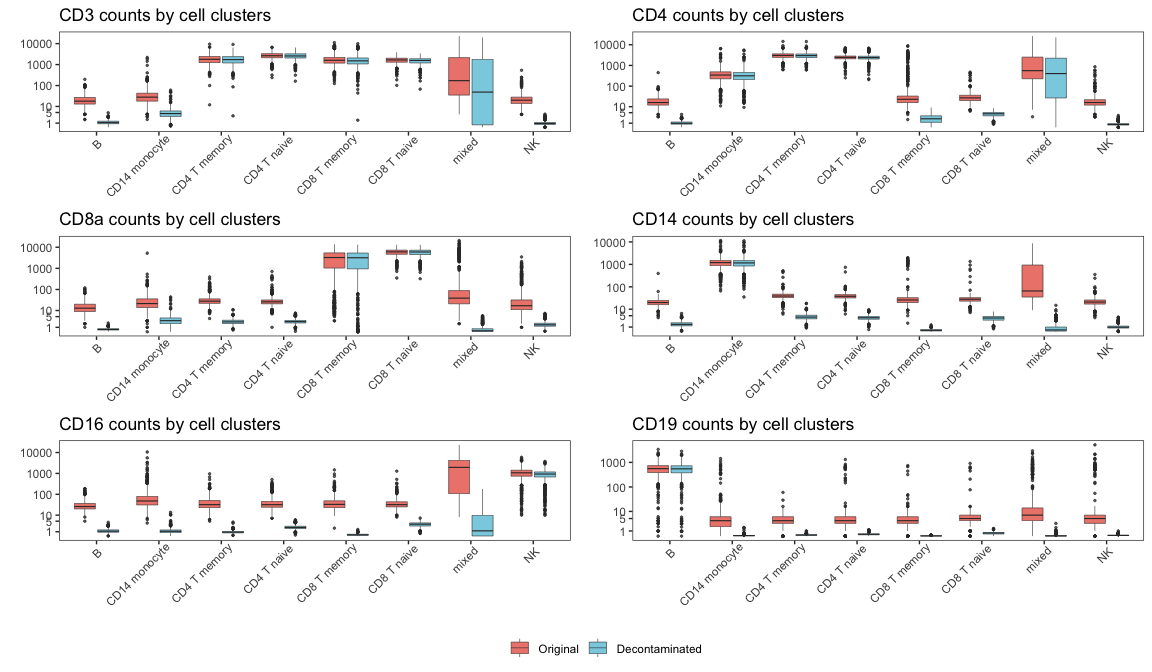 CD3 counts by cell clusters
10000
1000
100
10
5
1
B
CD14 monocyte
CD4 T memory
CD4 T naive
CD8 T memory
CD8 T naive
mixed
NK
CD4 counts by cell clusters
10000
1000
100
10
5
1
B
CD14 monocyte
CD4 T memory
CD4 T naive
CD8 T memory
CD8 T naive
mixed
NK
CD8a counts by cell clusters
10000
1000
100
10
5
1
B
CD14 monocyte
CD4 T memory
CD4 T naive
CD8 T memory
CD8 T naive
mixed
NK
CD14 counts by cell clusters
10000
1000
100
10
5
1
B
CD14 monocyte
CD4 T memory
CD4 T naive
CD8 T memory
CD8 T naive
mixed
NK
CD16 counts by cell clusters
10000
1000
100
10
5
1
B
CD14 monocyte
CD4 T memory
CD4 T naive
CD8 T memory
CD8 T naive
mixed
NK
CD19 counts by cell clusters
1000
100
10
5
1
B
CD14 monocyte
CD4 T memory
CD4 T naive
CD8 T memory
CD8 T naive
mixed
NK
Original Decontaminated